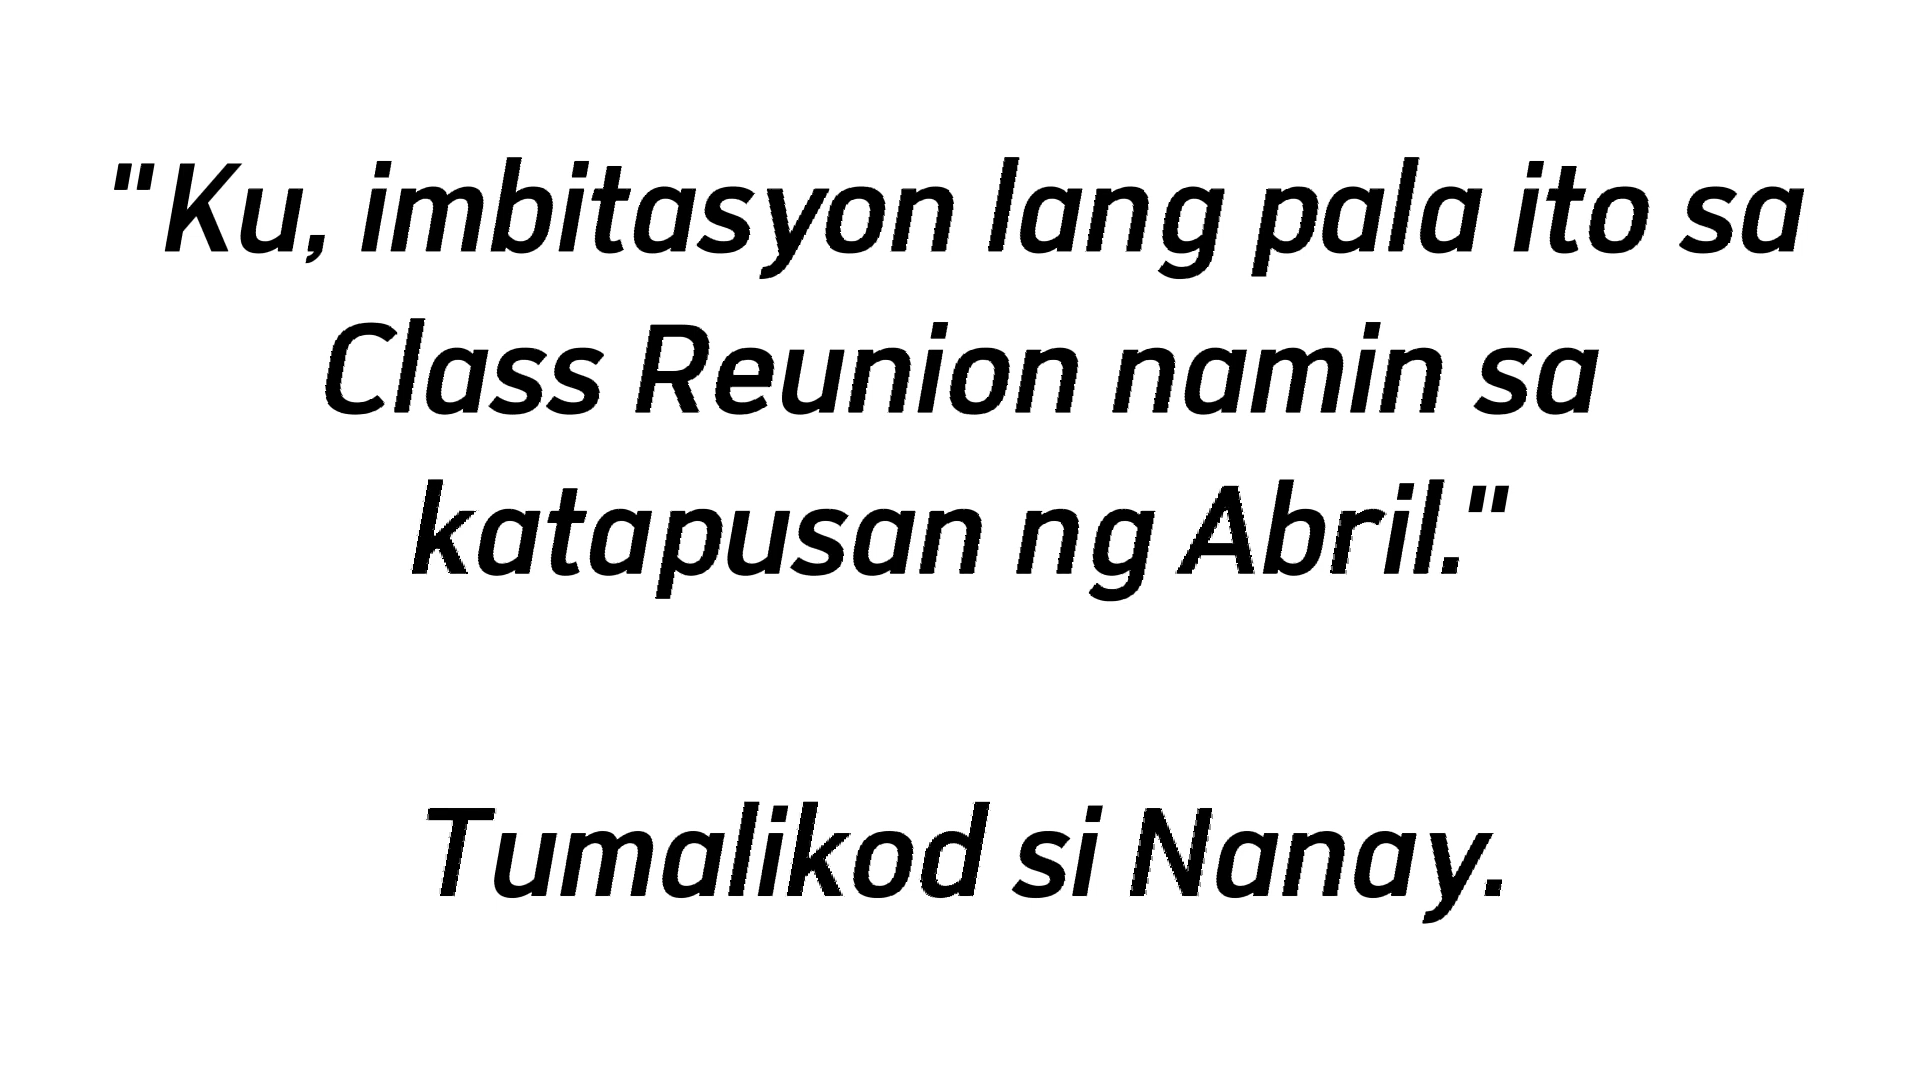 "Ku, imbitasyon lang pala ito sa
Class Reunion namin sa
katapusan ng Abril."
Tumalikod si Nanay.